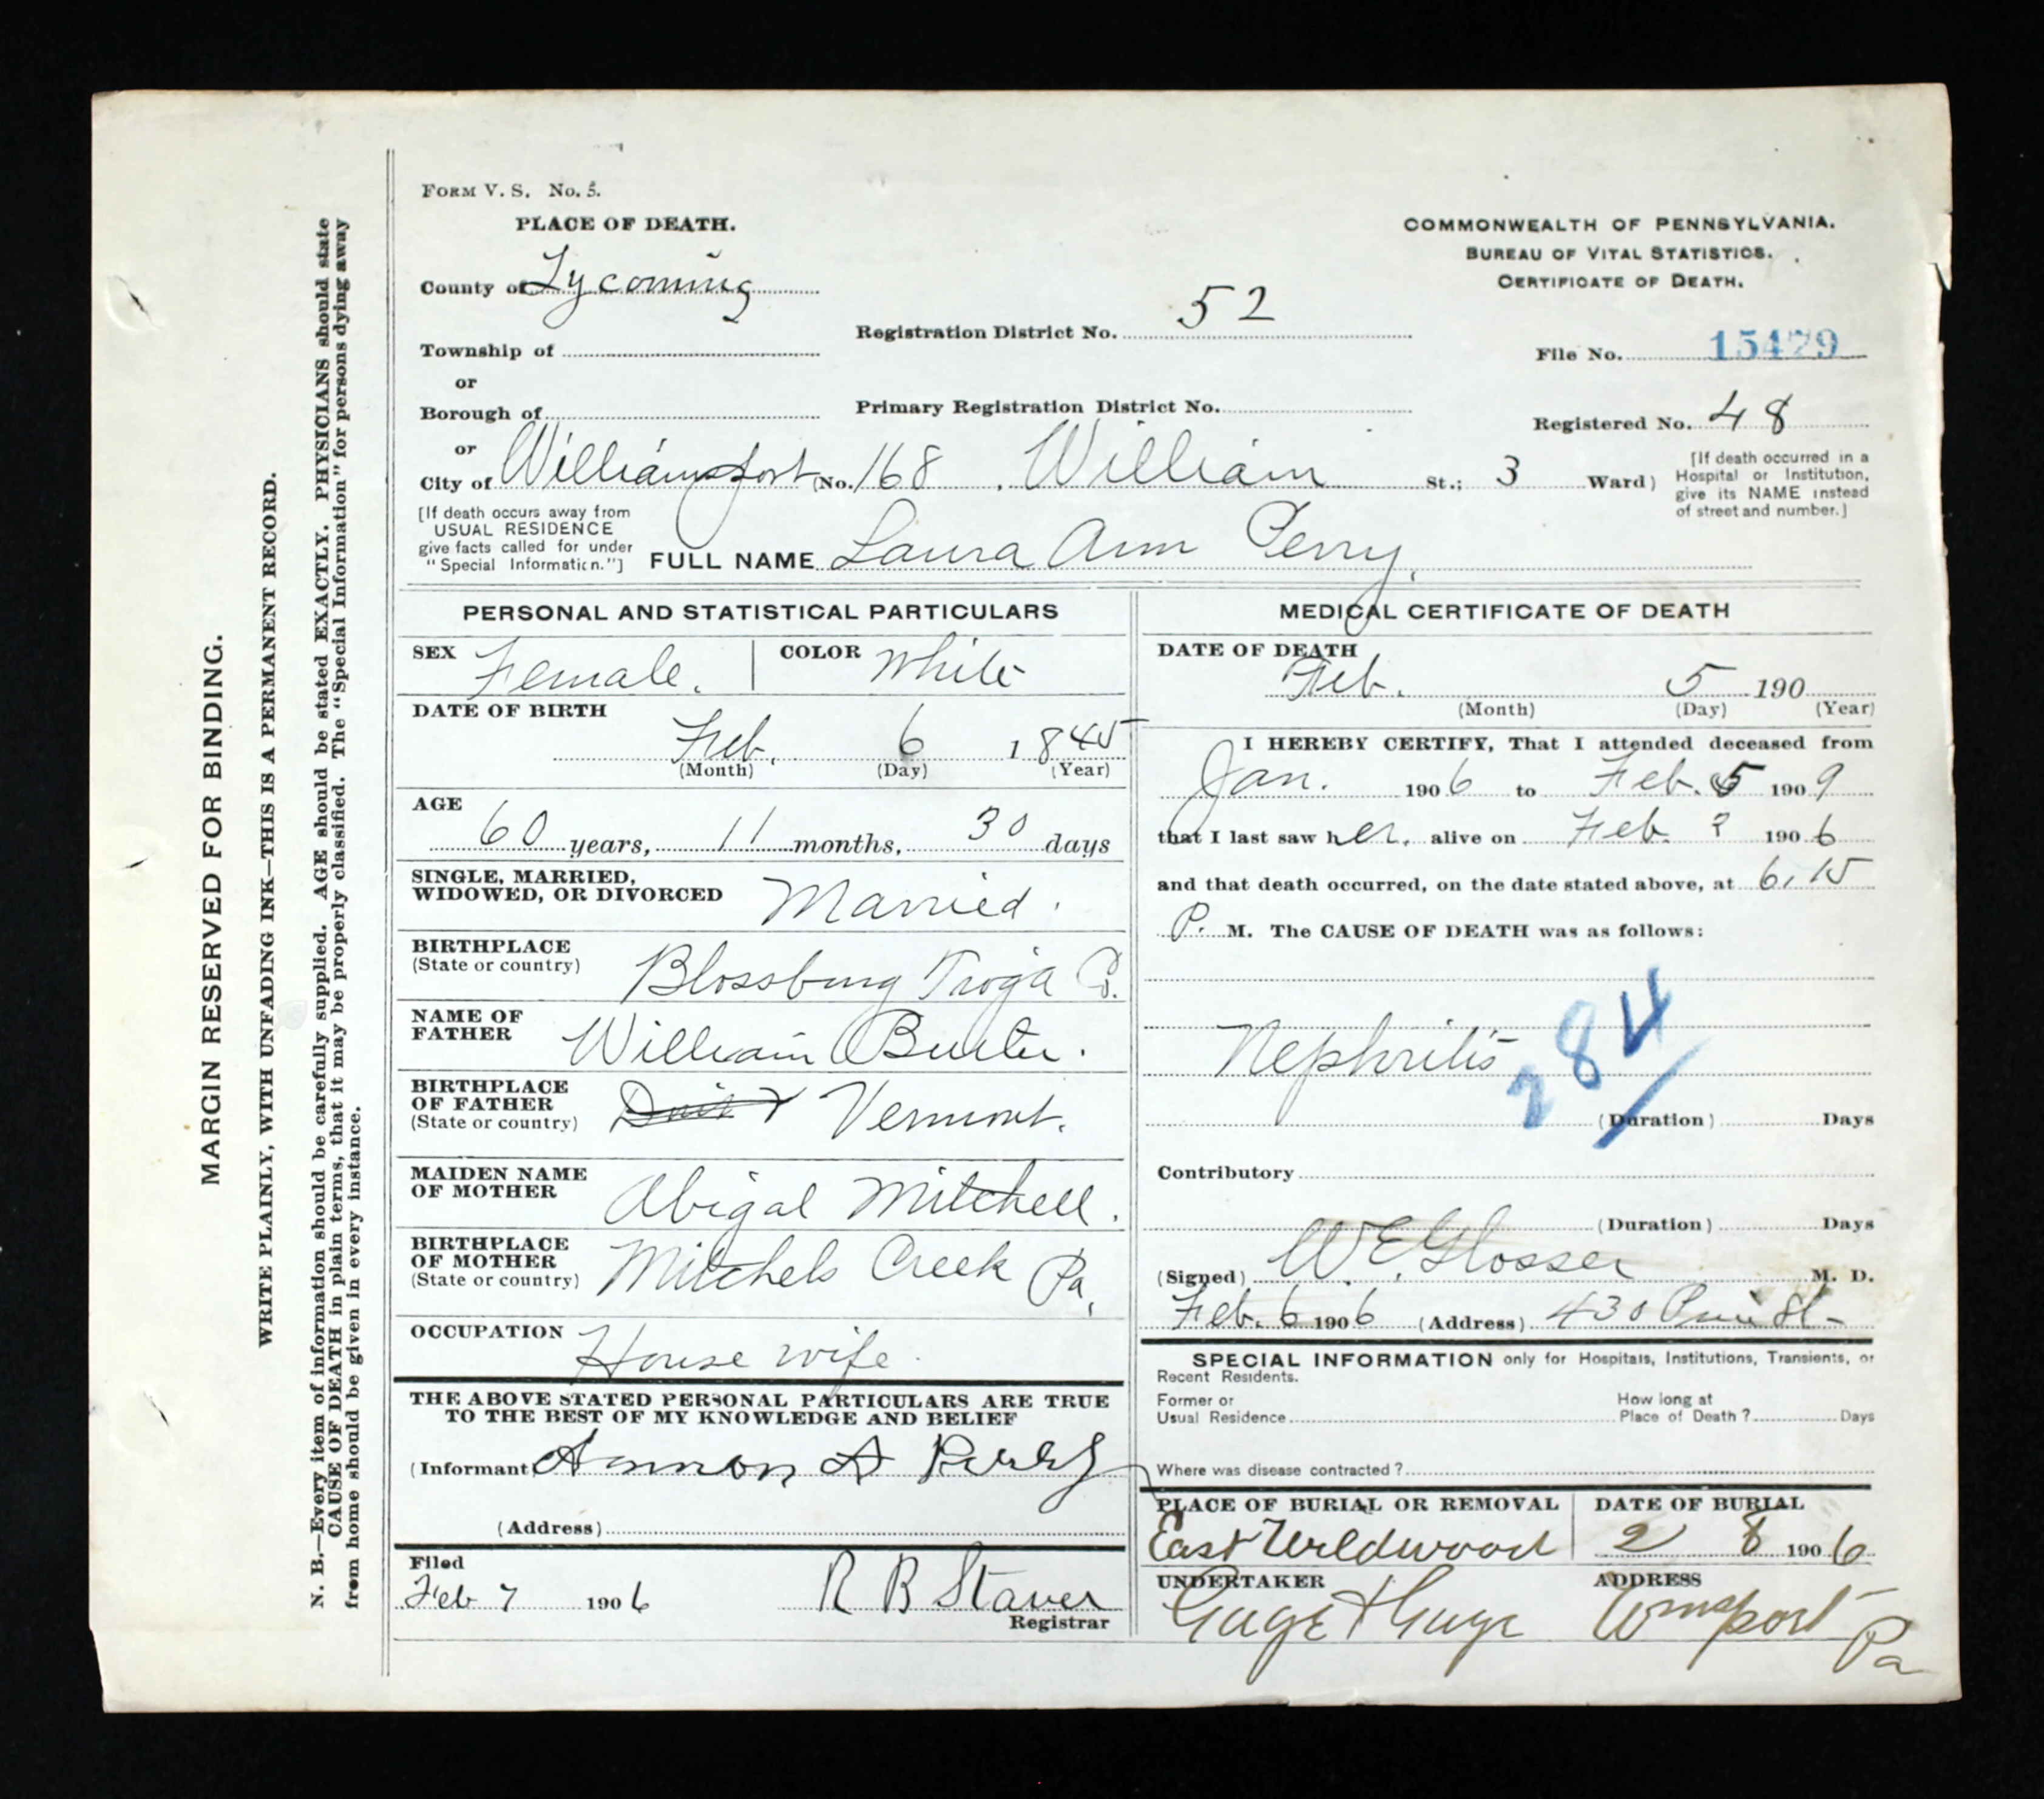 FORM V. S. No. 5.
PLACE OF DEATH.
County of Lycoming
Township of
or
Borough of
or
City of Williamsport (No. 168 . William St.; 3 Ward)
[If death occurs away from
USUAL RESIDENCE
give facts called for under
"Special Information."]
COMMONWEALTH OF PENNSYLVANIA.
BUREAU OF VITAL STATISTICS.
CERTIFICATE OF DEATH.
Registration District No. 52
File No. 15479
Primary Registration District No.
Registered No. 48
[If death occurred in a
Hospital or Institution,
give its NAME instead
of street and number.]
FULL NAME Laura Ann Perry.
PERSONAL AND STATISTICAL PARTICULARS
SEX Female. COLOR White
DATE OF BIRTH
Feb. 6 1845
(Month) (Day) (Year)
AGE
60 years, 11 months, 30 days
SINGLE, MARRIED,
WIDOWED, OR DIVORCED Married.
BIRTHPLACE
(State or country) Blossburg Tioga Co.
NAME OF
FATHER William
BIRTHPLACE
OF FATHER
(State or country) Vermont.
MAIDEN NAME
OF MOTHER Abigal Mitchell.
BIRTHPLACE
OF MOTHER
(State or country) Mitchels Creek Pa.
OCCUPATION House wife.
THE ABOVE STATED PERSONAL PARTICULARS ARE TRUE
TO THE BEST OF MY KNOWLEDGE AND BELIEF
(Informant Ammon A Perry
(Address)
Filed
Feb 7 1906 R B Staver
Registrar
MEDICAL CERTIFICATE OF DEATH
DATE OF DEATH
Feb. 5 190
(Month) (Day) (Year)
I HEREBY CERTIFY, That I attended deceased from
Jan. 1906 to Feb. 5 1909
that I last saw her. alive on Feb. ? 1906
and that death occurred, on the date stated above, at 6.15
P. M. The CAUSE OF DEATH was as follows:
Nephritis
284
(Duration) Days
Contributory
(Duration) Days
(Signed) W.E. Glosser M. D.
Feb. 6 1906 (Address) 430 Pine St-
SPECIAL INFORMATION only for Hospitals, Institutions, Transients, or
Recent Residents.
Former or
Usual Residence
How long at
Place of Death ? Days
Where was disease contracted ?
PLACE OF BURIAL OR REMOVAL
East Wildwood
DATE OF BURIAL
2 8 1906
UNDERTAKER
Gage &
ADDRESS
Wmsport Pa
MARGIN RESERVED FOR BINDING.
WRITE PLAINLY, WITH UNFADING INK—THIS IS A PERMANENT RECORD.
N. B.—Every item of information should be carefully supplied. AGE should be stated EXACTLY. PHYSICIANS should state
CAUSE OF DEATH in plain terms, that it may be properly classified. The "Special Information" for persons dying away
from home should be given in every instance.